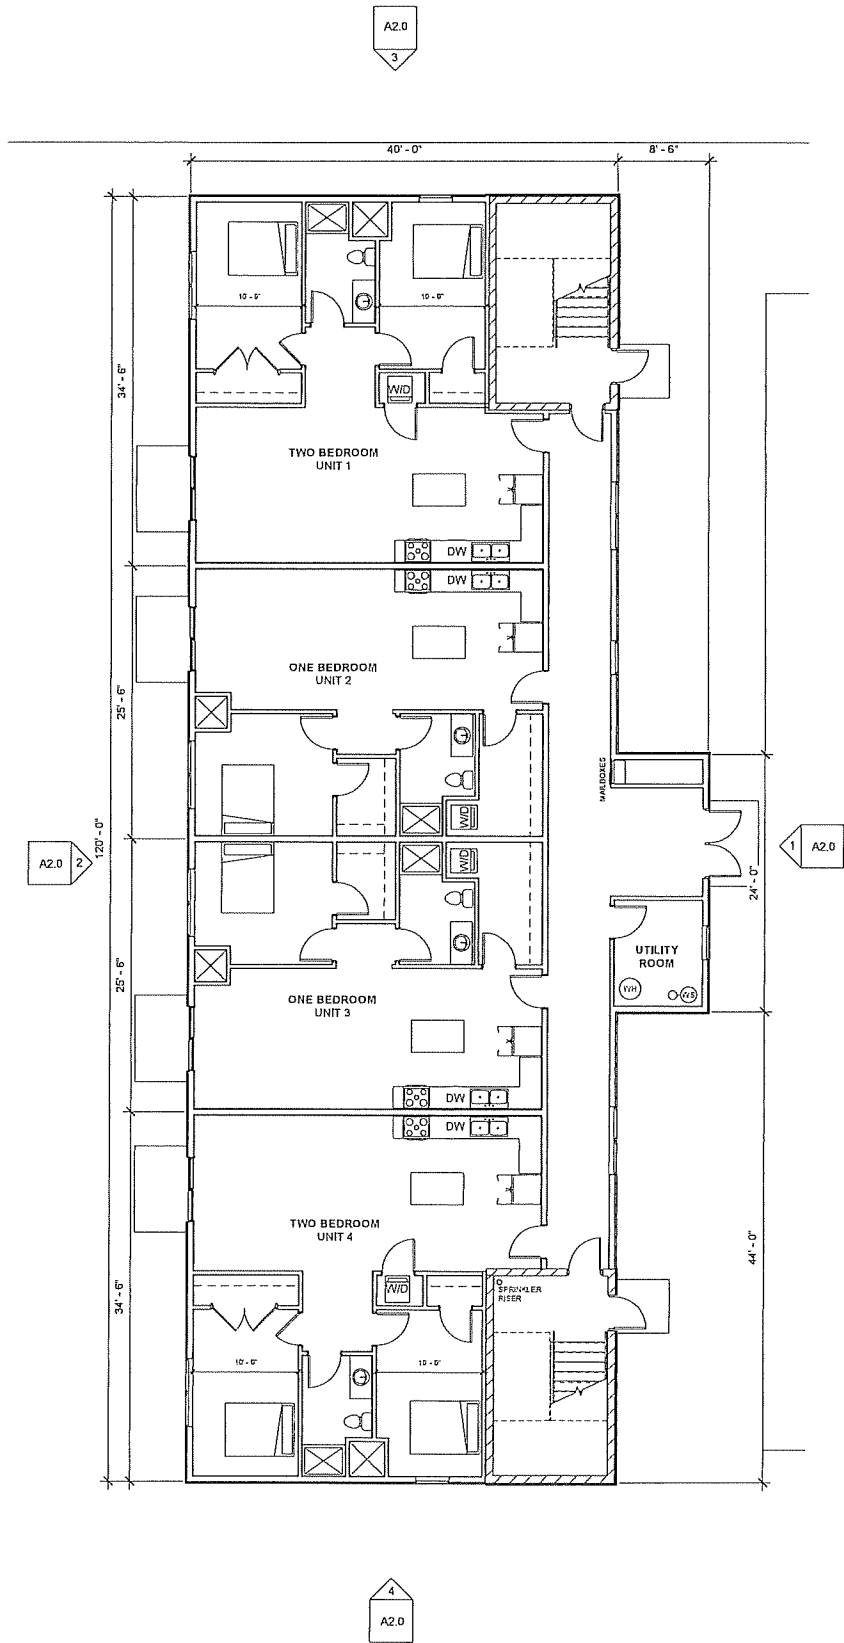 A2.0
3
40' - 0"
8' - 6"
10' - 0"
10' - 0"
34' - 6"
W/D
TWO BEDROOM
UNIT 1
DW
DW
ONE BEDROOM
UNIT 2
25' - 6"
MAILBOXES
W/D
120' - 0"
A2.0
2
1
A2.0
W/D
24' - 0"
UTILITY
ROOM
WH
25' - 6"
ONE BEDROOM
UNIT 3
DW
DW
TWO BEDROOM
UNIT 4
44' - 0"
W/D
SPRINKLER
RISER
34' - 6"
10' - 0"
10' - 0"
4
A2.0